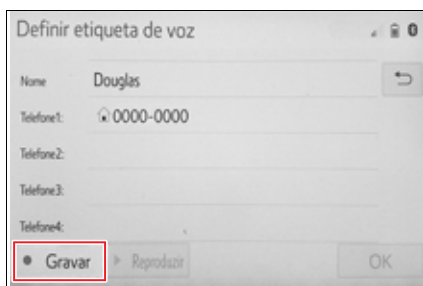 Definir etiqueta de voz
Nome Douglas
Telefone1: 0000-0000
Telefone2:
Telefone3:
Telefone4:
Gravar Reproduzir OK